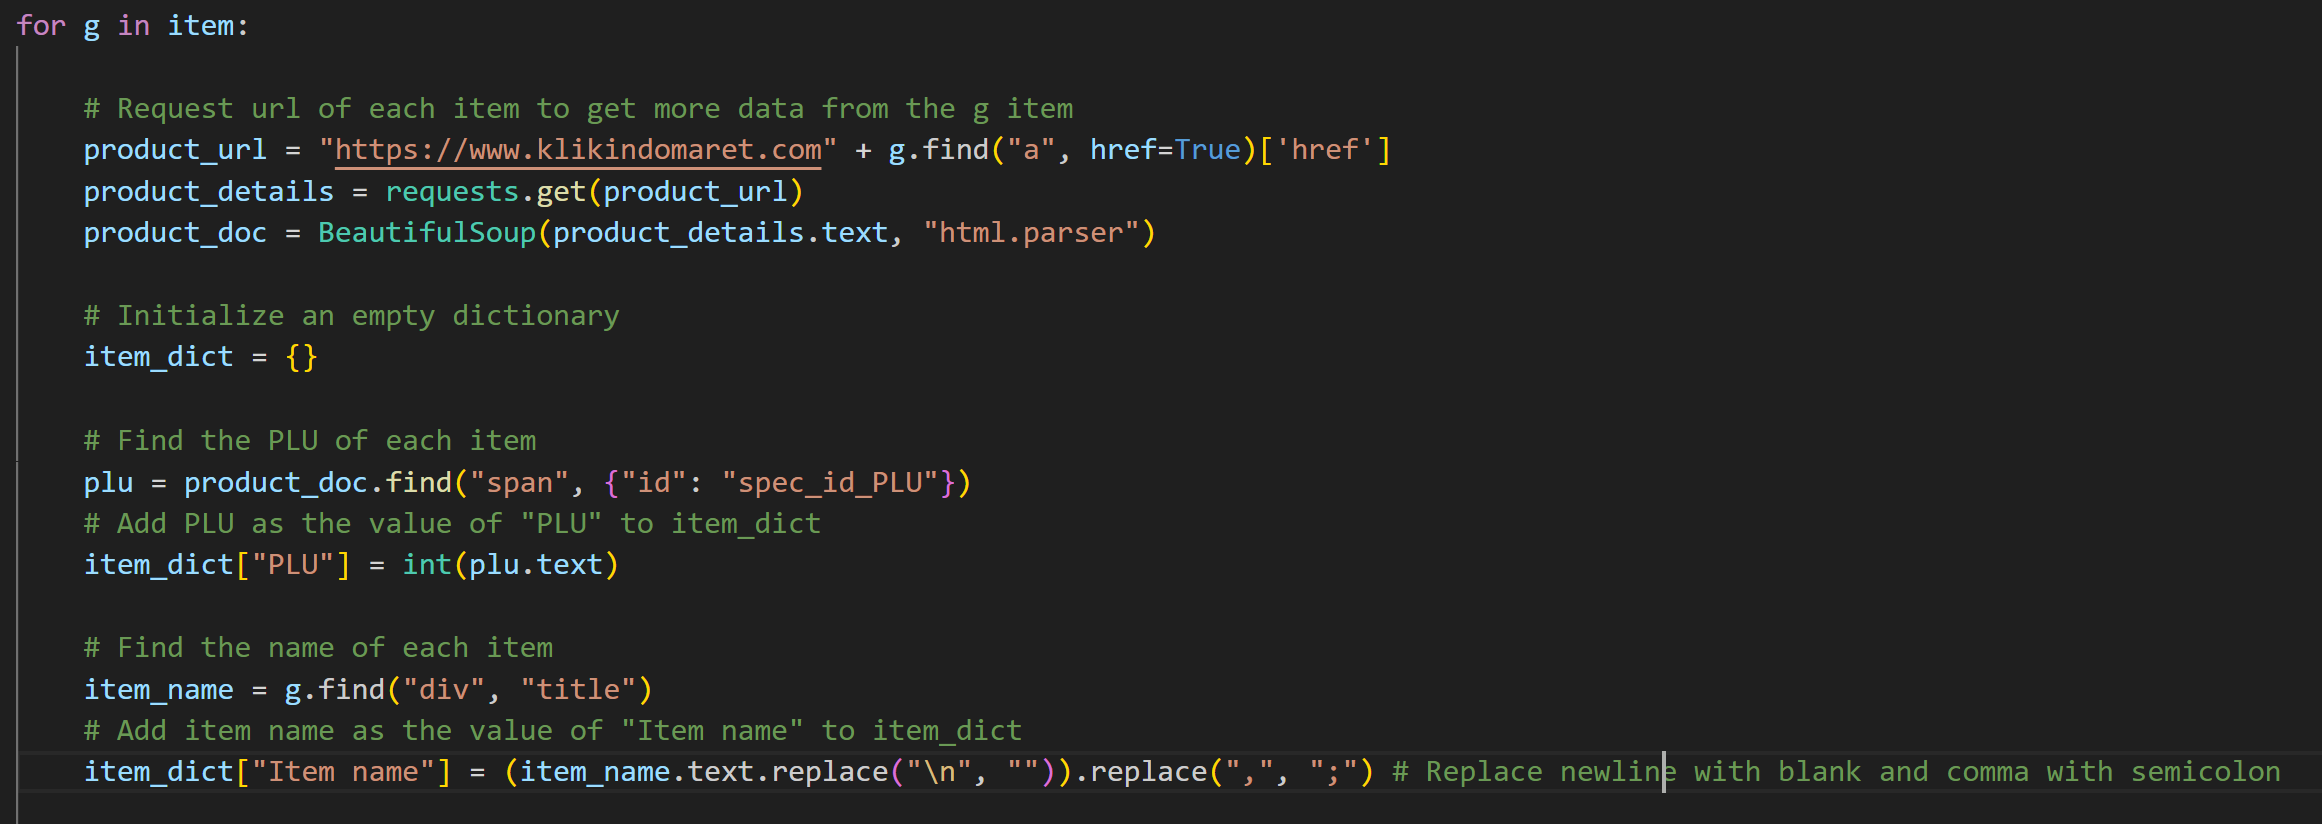 for g in item:
    # Request url of each item to get more data from the g item
    product_url = "https://www.klikindomaret.com" + g.find("a", href=True)['href']
    product_details = requests.get(product_url)
    product_doc = BeautifulSoup(product_details.text, "html.parser")
    # Initialize an empty dictionary
    item_dict = {}
    # Find the PLU of each item
    plu = product_doc.find("span", {"id": "spec_id_PLU"})
    # Add PLU as the value of "PLU" to item_dict
    item_dict["PLU"] = int(plu.text)
    # Find the name of each item
    item_name = g.find("div", "title")
    # Add item name as the value of "Item name" to item_dict
    item_dict["Item name"] = (item_name.text.replace("\n", "")).replace(",", ";") # Replace newline with blank and comma with semicolon